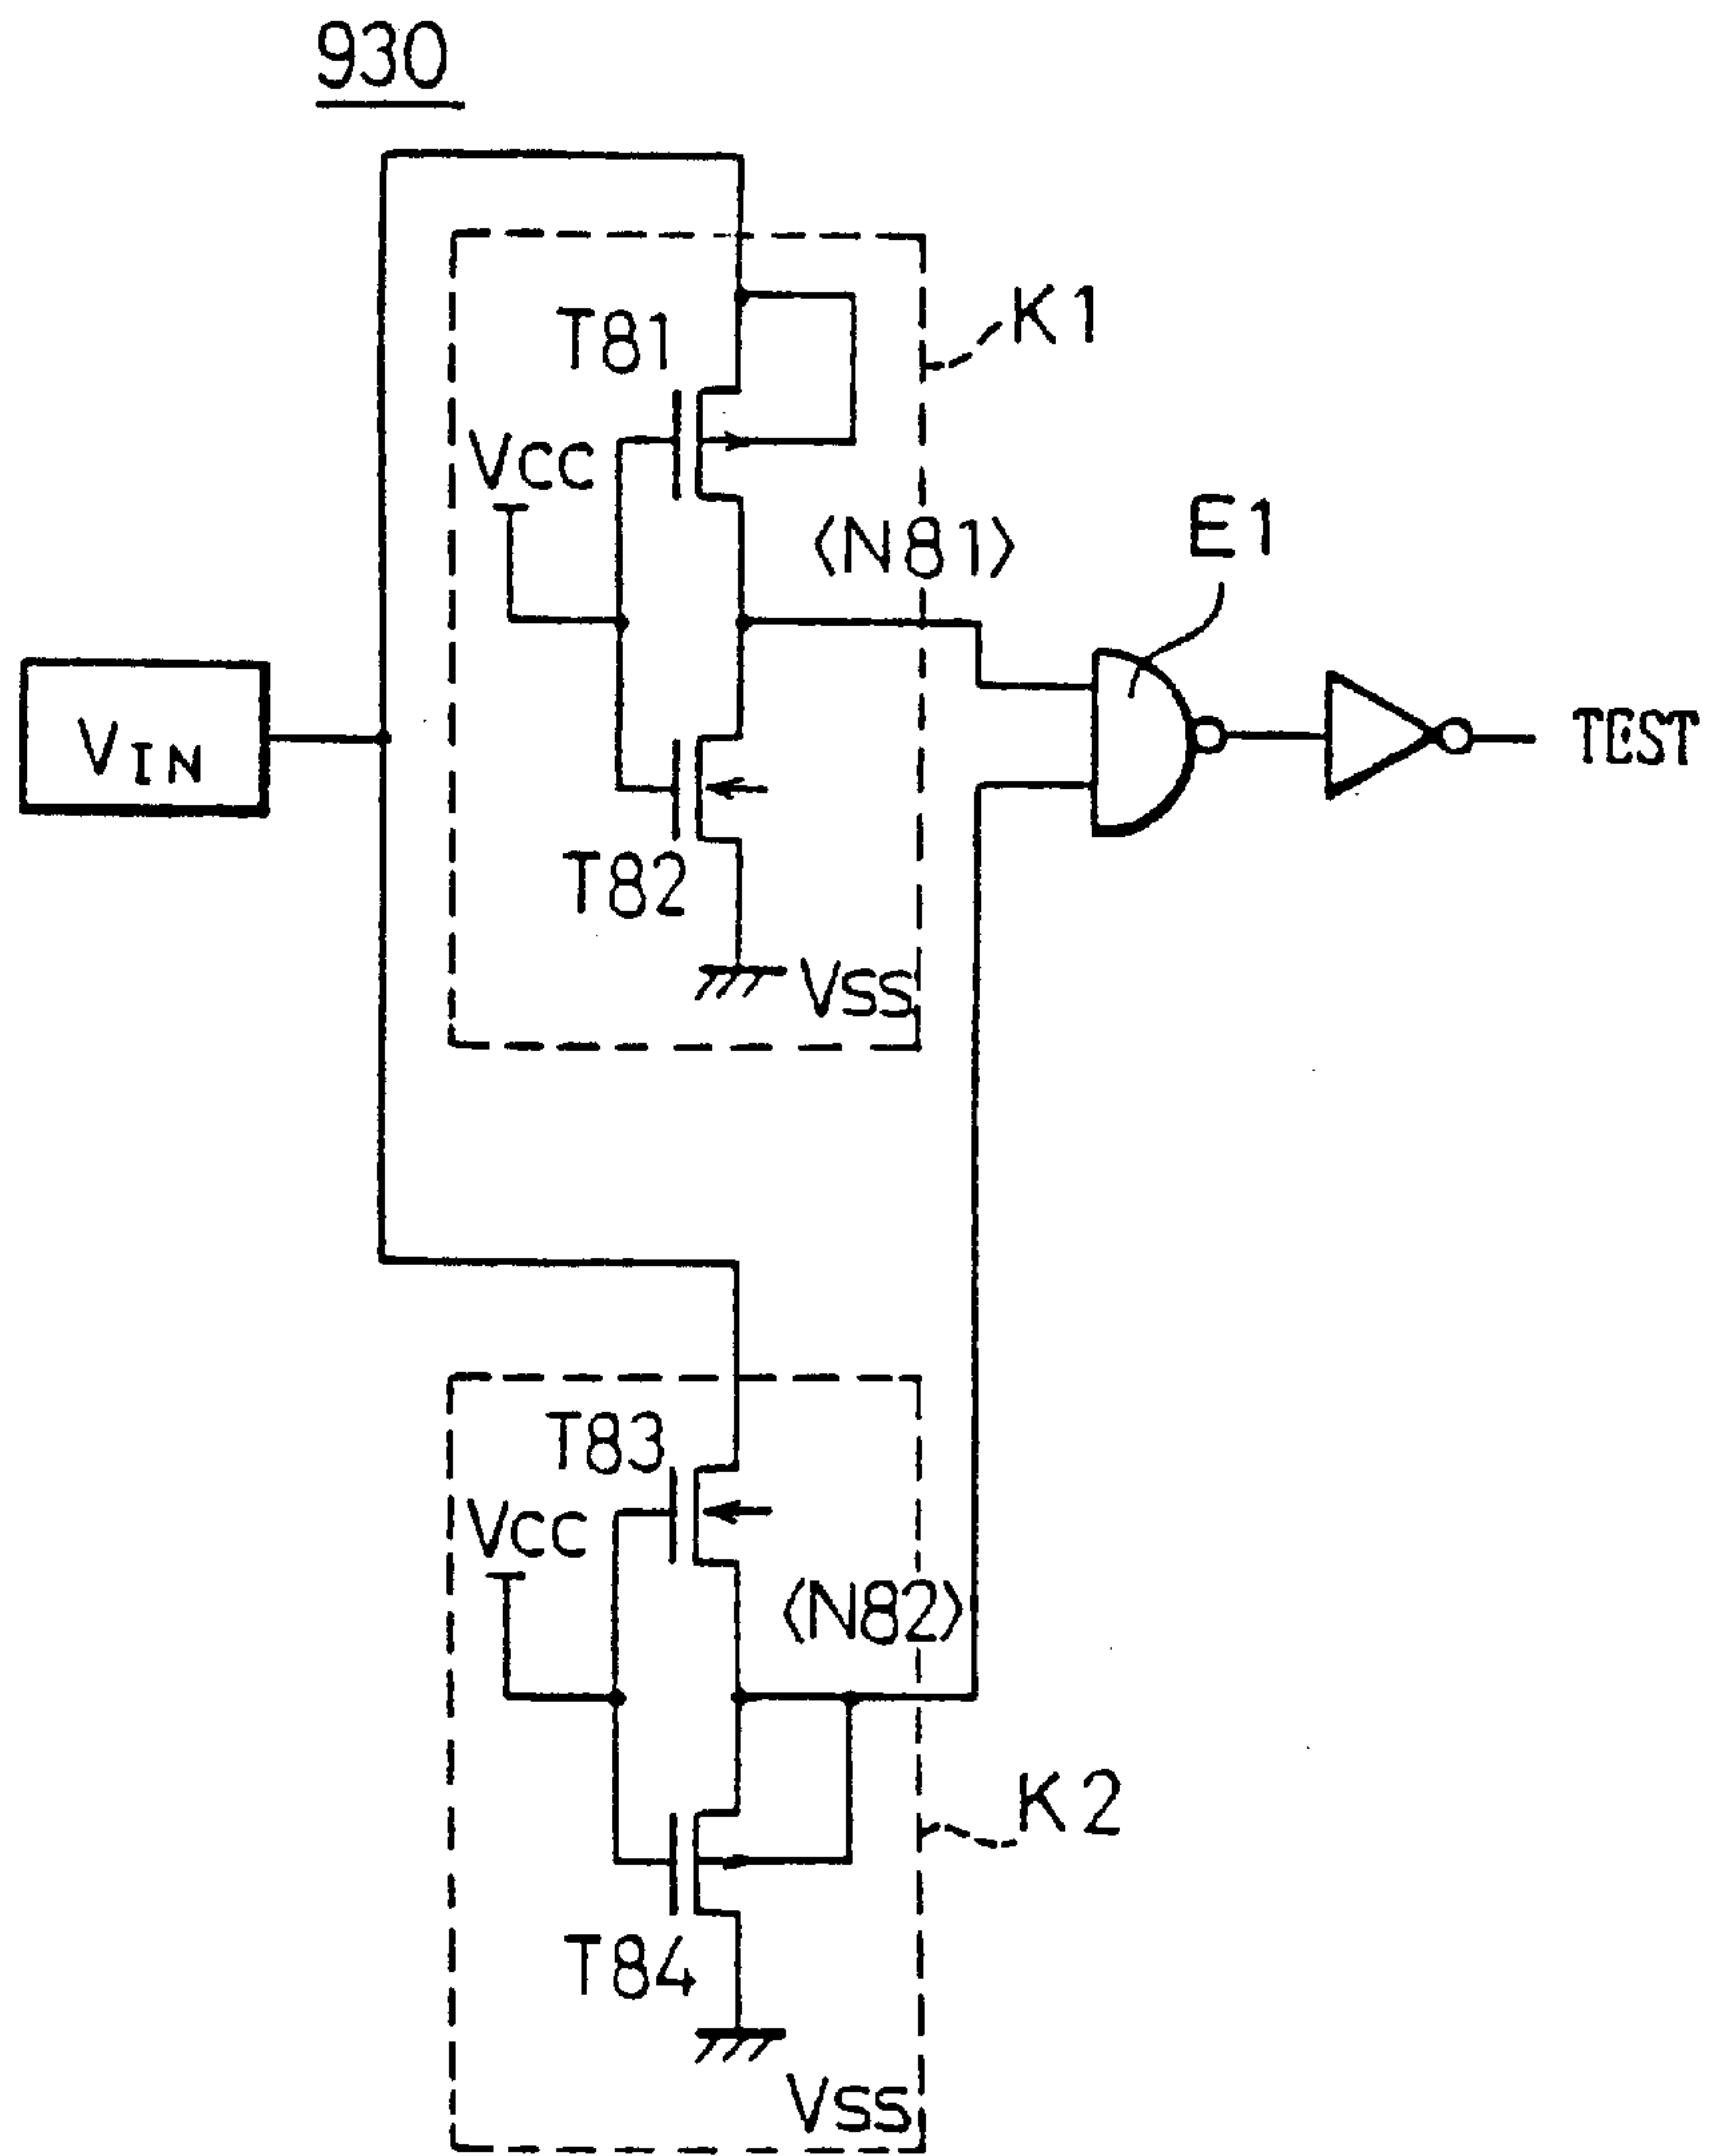 930
K1
T81
VCC
⟨N81⟩
E1
VIN
TEST
T82
VSS
T83
VCC
⟨N82⟩
K2
T84
VSS